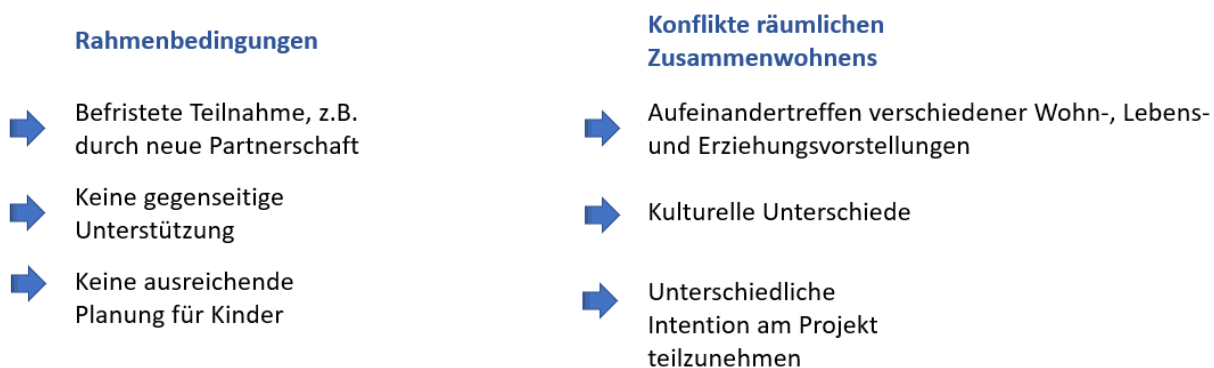 Rahmenbedingungen
Befristete Teilnahme, z.B.
durch neue Partnerschaft
Keine gegenseitige
Unterstützung
Keine ausreichende
Planung für Kinder
Konflikte räumlichen
Zusammenwohnens
Aufeinandertreffen verschiedener Wohn-, Lebens-
und Erziehungsvorstellungen
Kulturelle Unterschiede
Unterschiedliche
Intention am Projekt
teilzunehmen